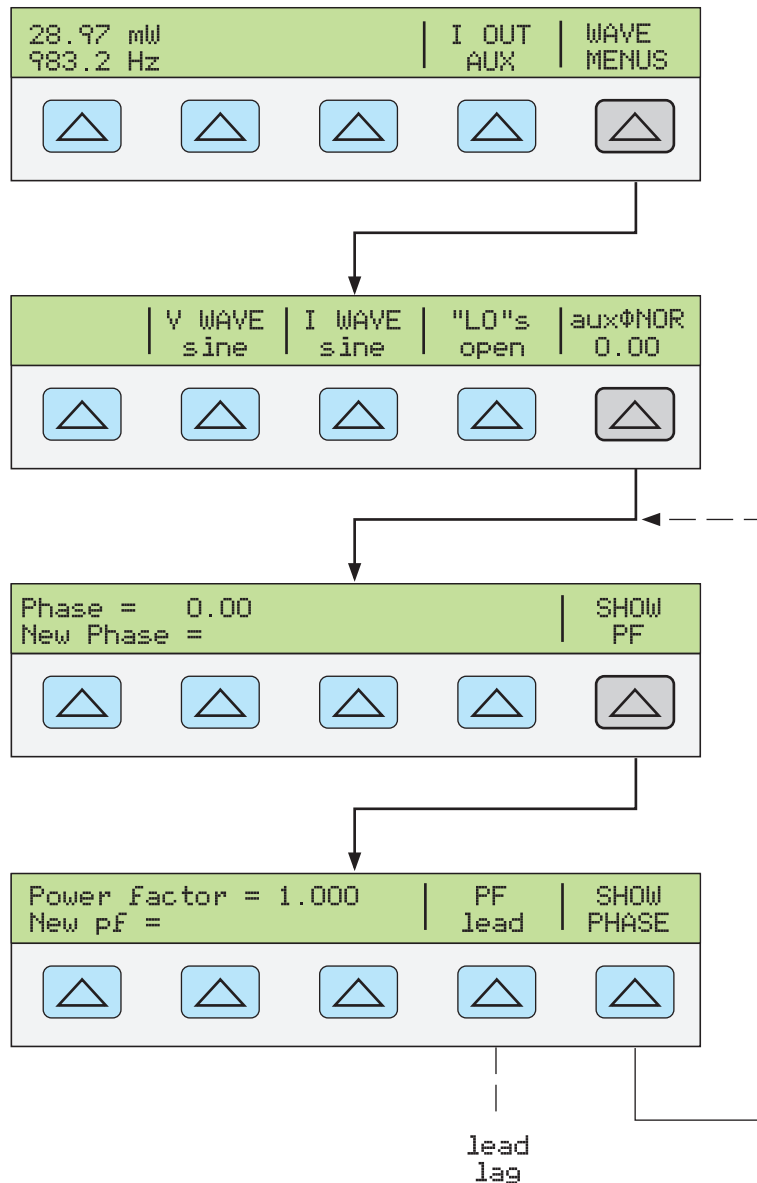 28.97 mW
983.2 Hz
I OUT
AUX
WAVE
MENUS
V WAVE
sine
I WAVE
sine
"LO"s
open
auxΦNOR
0.00
Phase = 0.00
New Phase =
SHOW
PF
Power factor = 1.000
New pf =
PF
lead
SHOW
PHASE
lead
lag